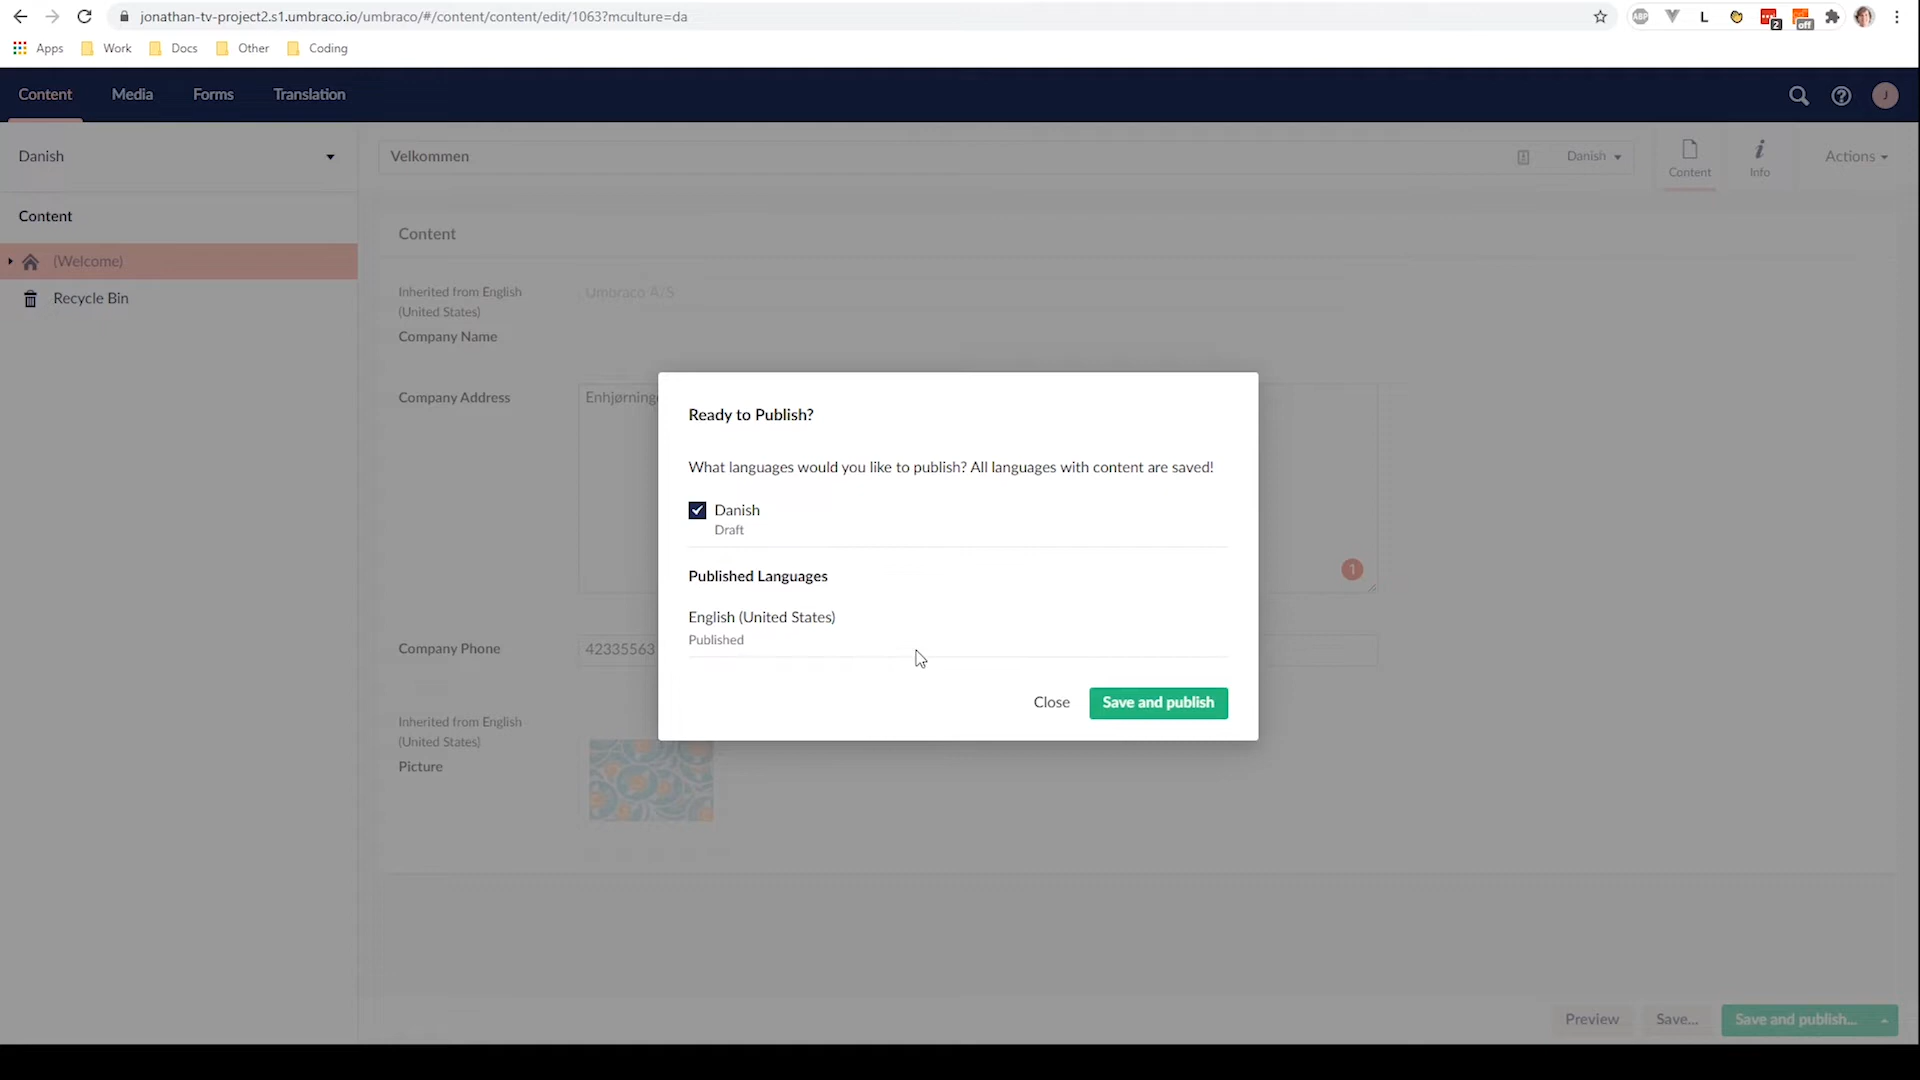 jonathan-tv-project2.s1.umbraco.io/umbraco/#/content/content/edit/1063?mculture=da
ABP
L
2
off
Apps
Work
Docs
Other
Coding
Content
Media
Forms
Translation
J
Danish
Velkommen
Danish
Content
Info
Actions
Content
(Welcome)
Recycle Bin
Content
Inherited from English
(United States)
Company Name
Umbraco A/S
Company Address
1
Company Phone
42335563
Inherited from English
(United States)
Picture
Ready to Publish?
What languages would you like to publish? All languages with content are saved!
Danish
Draft
Published Languages
English (United States)
Published
Close
Save and publish
Preview
Save...
Save and publish...